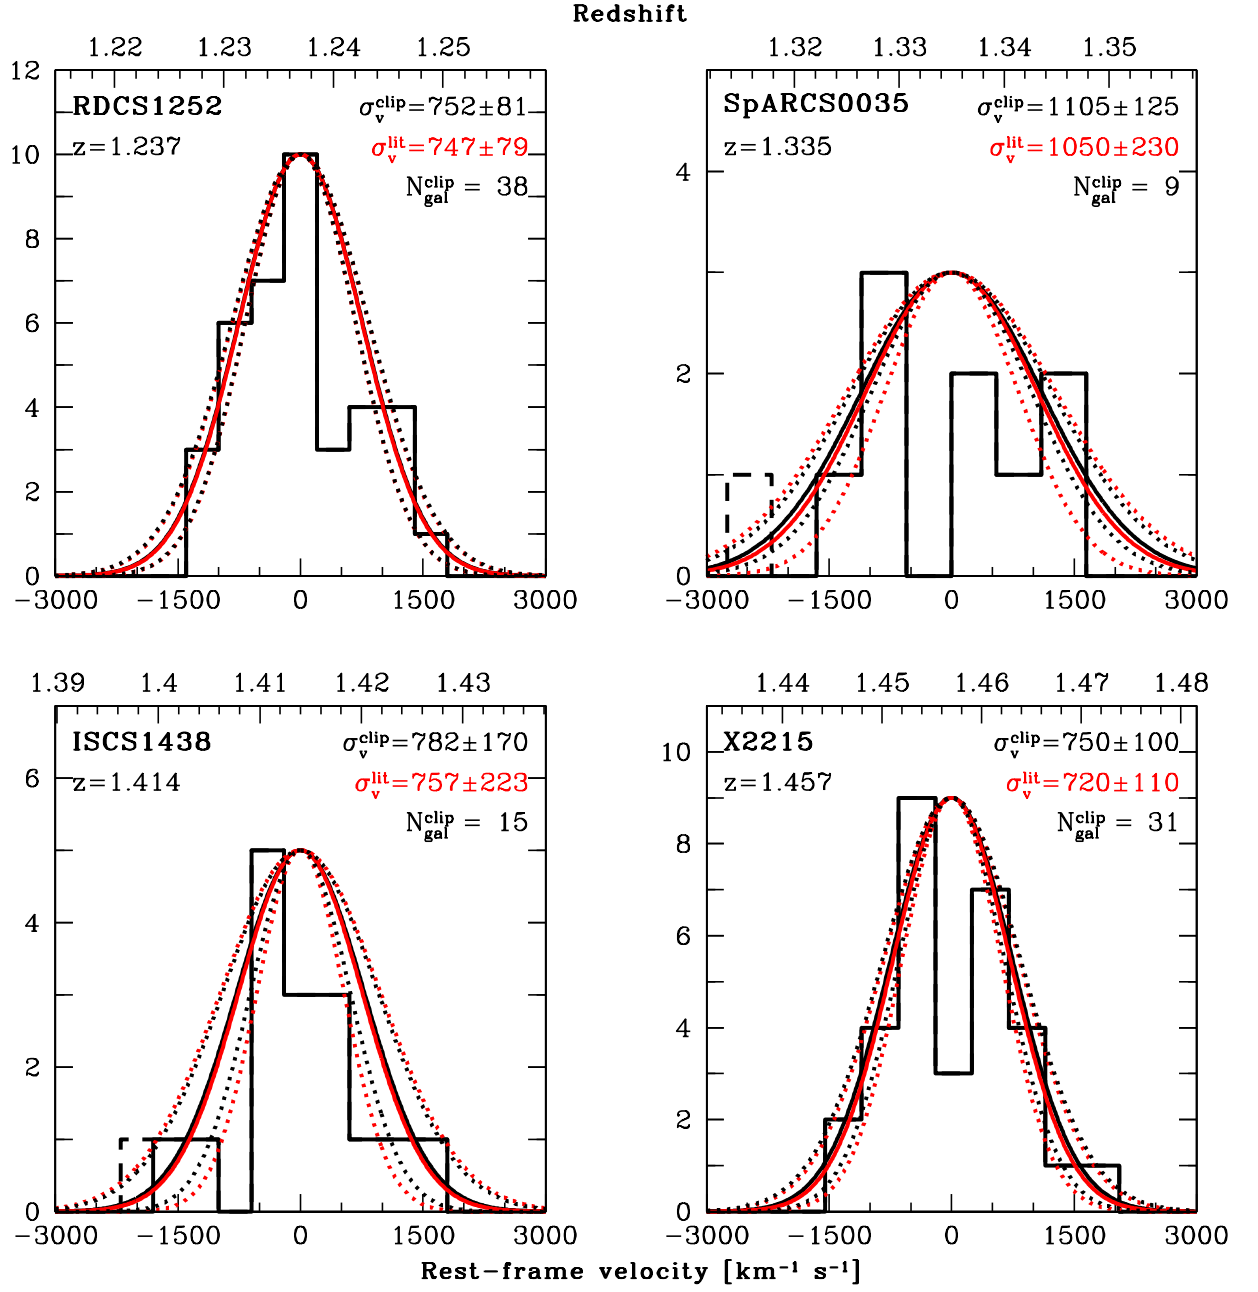 Redshift
1.22 1.23 1.24 1.25
1.32 1.33 1.34 1.35
12
10
8
6
4
2
0
RDCS1252
z=1.237
σ_v^clip=752±81
σ_v^lit=747±79
N_gal^clip = 38
−3000 −1500 0 1500 3000
4
2
0
SpARCS0035
z=1.335
σ_v^clip=1105±125
σ_v^lit=1050±230
N_gal^clip = 9
−3000 −1500 0 1500 3000
1.39 1.4 1.41 1.42 1.43
1.44 1.45 1.46 1.47 1.48
6
4
2
0
ISCS1438
z=1.414
σ_v^clip=782±170
σ_v^lit=757±223
N_gal^clip = 15
−3000 −1500 0 1500 3000
10
8
6
4
2
0
X2215
z=1.457
σ_v^clip=750±100
σ_v^lit=720±110
N_gal^clip = 31
−3000 −1500 0 1500 3000
Rest−frame velocity [km⁻¹ s⁻¹]